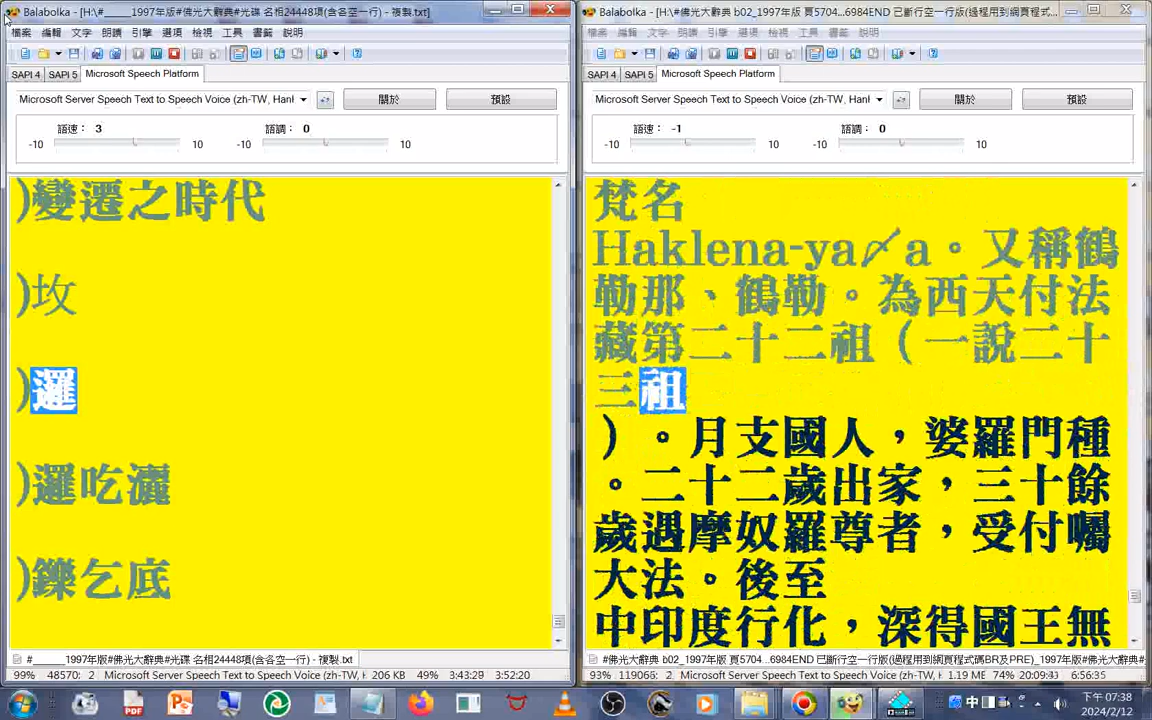 Balabolka - [H:\#_____1997年版#佛光大辭典#光碟 名相24448項(含各空一行) - 複製.txt]
檔案 編輯 文字 朗讀 引擎 選項 檢視 工具 書籤 說明
SAPI 4 SAPI 5 Microsoft Speech Platform
Microsoft Server Speech Text to Speech Voice (zh-TW, Hanl
關於
預設
語速： 3
語調： 0
-10 10 -10 10
)變遷之時代
)坆
)邏
)邏吃灑
)鑠乞底
#______1997年版#佛光大辭典#光碟 名相24448項(含各空一行) - 複製.txt
99% 48570: 2 Microsoft Server Speech Text to Speech Voice (zh-TW, H 206 KB 49% 3:43:29 3:52:20
Balabolka - [H:\#佛光大辭典 b02_1997年版 頁5704...6984END 已斷行空一行版(過程用到網頁程式...
檔案 編輯 文字 朗讀 引擎 選項 檢視 工具 書籤 說明
SAPI 4 SAPI 5 Microsoft Speech Platform
Microsoft Server Speech Text to Speech Voice (zh-TW, Hanl
關於
預設
語速： -1
語調： 0
-10 10 -10 10
梵名
Haklena-ya〆a。又稱鶴
勒那、鶴勒。為西天付法
藏第二十二祖（一說二十
三祖
）。月支國人，婆羅門種
。二十二歲出家，三十餘
歲遇摩奴羅尊者，受付囑
大法。後至
中印度行化，深得國王無
#佛光大辭典 b02_1997年版 頁5704...6984END 已斷行空一行版(過程用到網頁程式碼BR及PRE)_1997年版#佛光大辭典#
93% 119066: 2 Microsoft Server Speech Text to Speech Voice (zh-TW, H 1.19 MB 74% 20:09:43 6:56:35
下午 07:38
2024/2/12